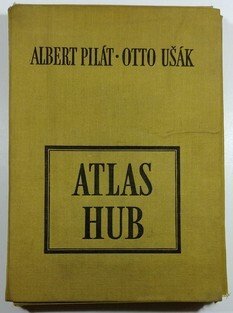 ALBERT PILÁT · OTTO UŠÁK
ATLAS
HUB